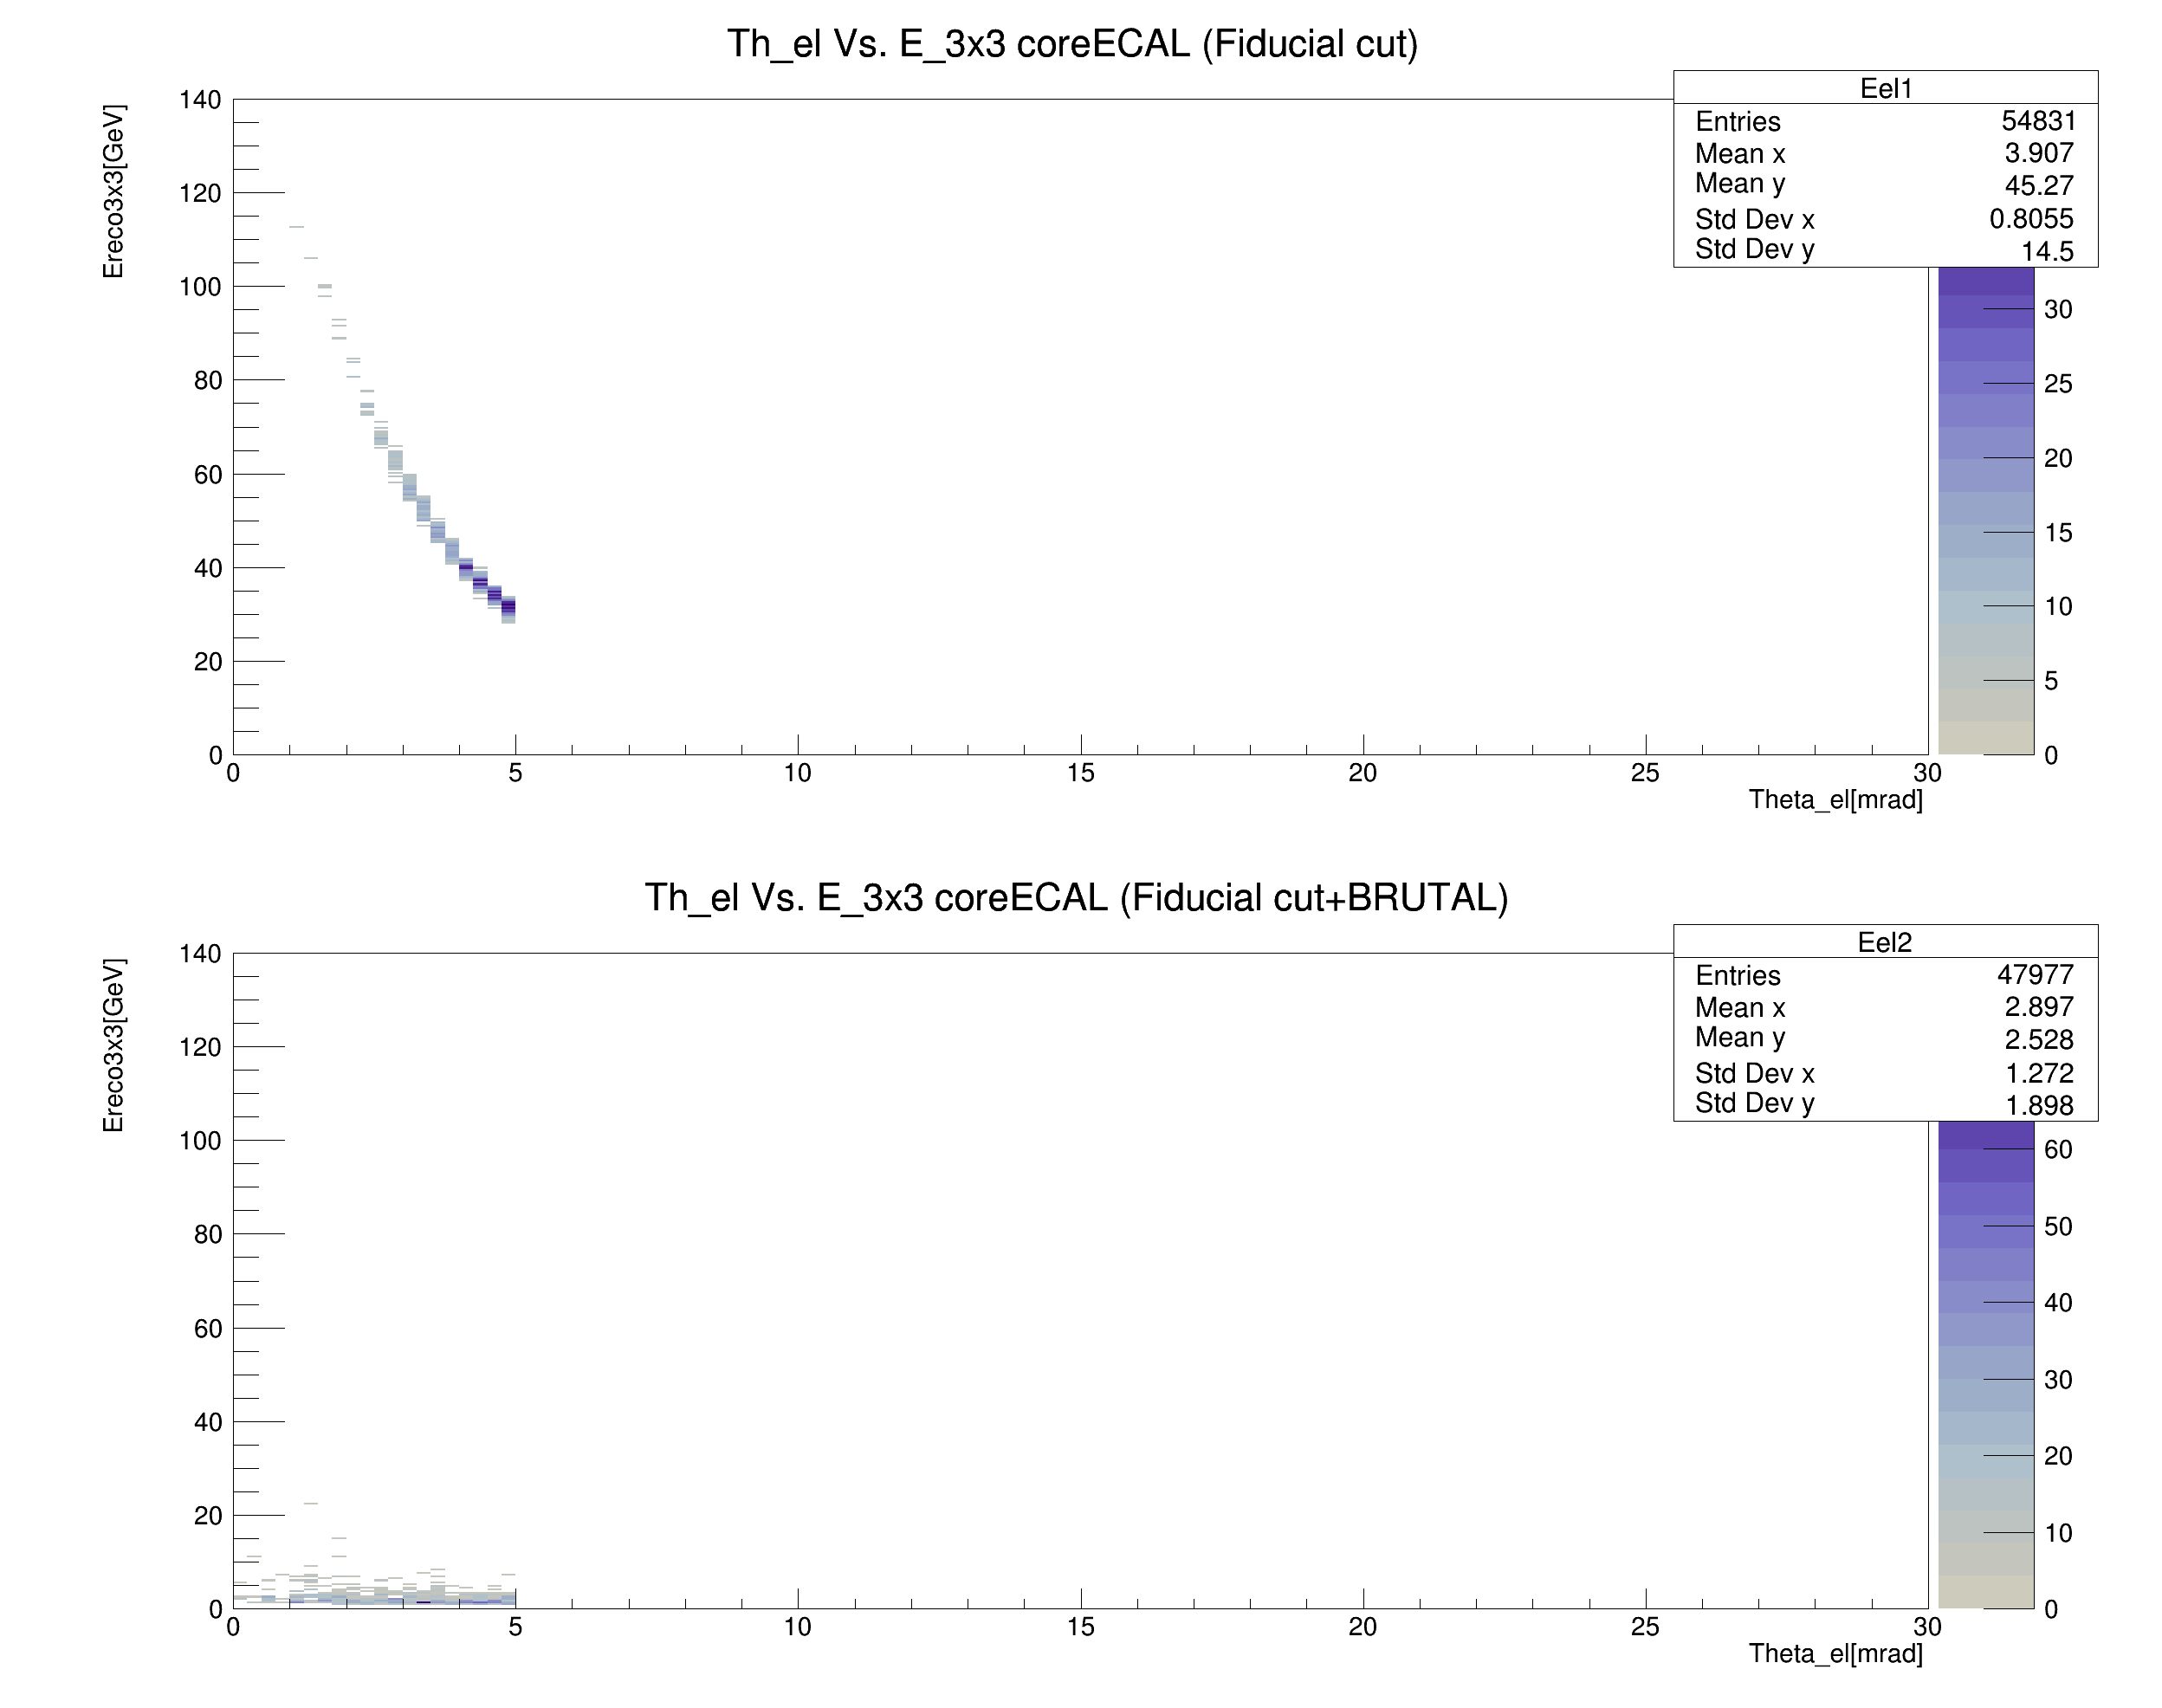 Th_el Vs. E_3x3 coreECAL (Fiducial cut)
Eel1
Entries 54831
Mean x 3.907
Mean y 45.27
Std Dev x 0.8055
Std Dev y 14.5
Ereco3x3[GeV]
140
120
100
80
60
40
20
0
0 5 10 15 20 25 30
Theta_el[mrad]
30
25
20
15
10
5
0
Th_el Vs. E_3x3 coreECAL (Fiducial cut+BRUTAL)
Eel2
Entries 47977
Mean x 2.897
Mean y 2.528
Std Dev x 1.272
Std Dev y 1.898
Ereco3x3[GeV]
140
120
100
80
60
40
20
0
0 5 10 15 20 25 30
Theta_el[mrad]
60
50
40
30
20
10
0